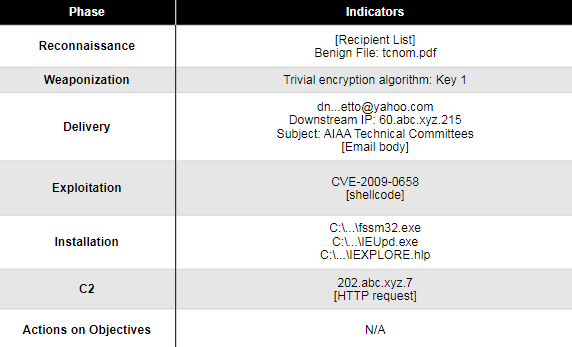 Phase Indicators
Reconnaissance
[Recipient List]
Benign File: tcnom.pdf
Weaponization Trivial encryption algorithm: Key 1
Delivery
dn...etto@yahoo.com
Downstream IP: 60.abc.xyz.215
Subject: AIAA Technical Committees
[Email body]
Exploitation
CVE-2009-0658
[shellcode]
Installation
C:\...\fssm32.exe
C:\...\IEUpd.exe
C:\...\IEXPLORE.hlp
C2
202.abc.xyz.7
[HTTP request]
Actions on Objectives N/A